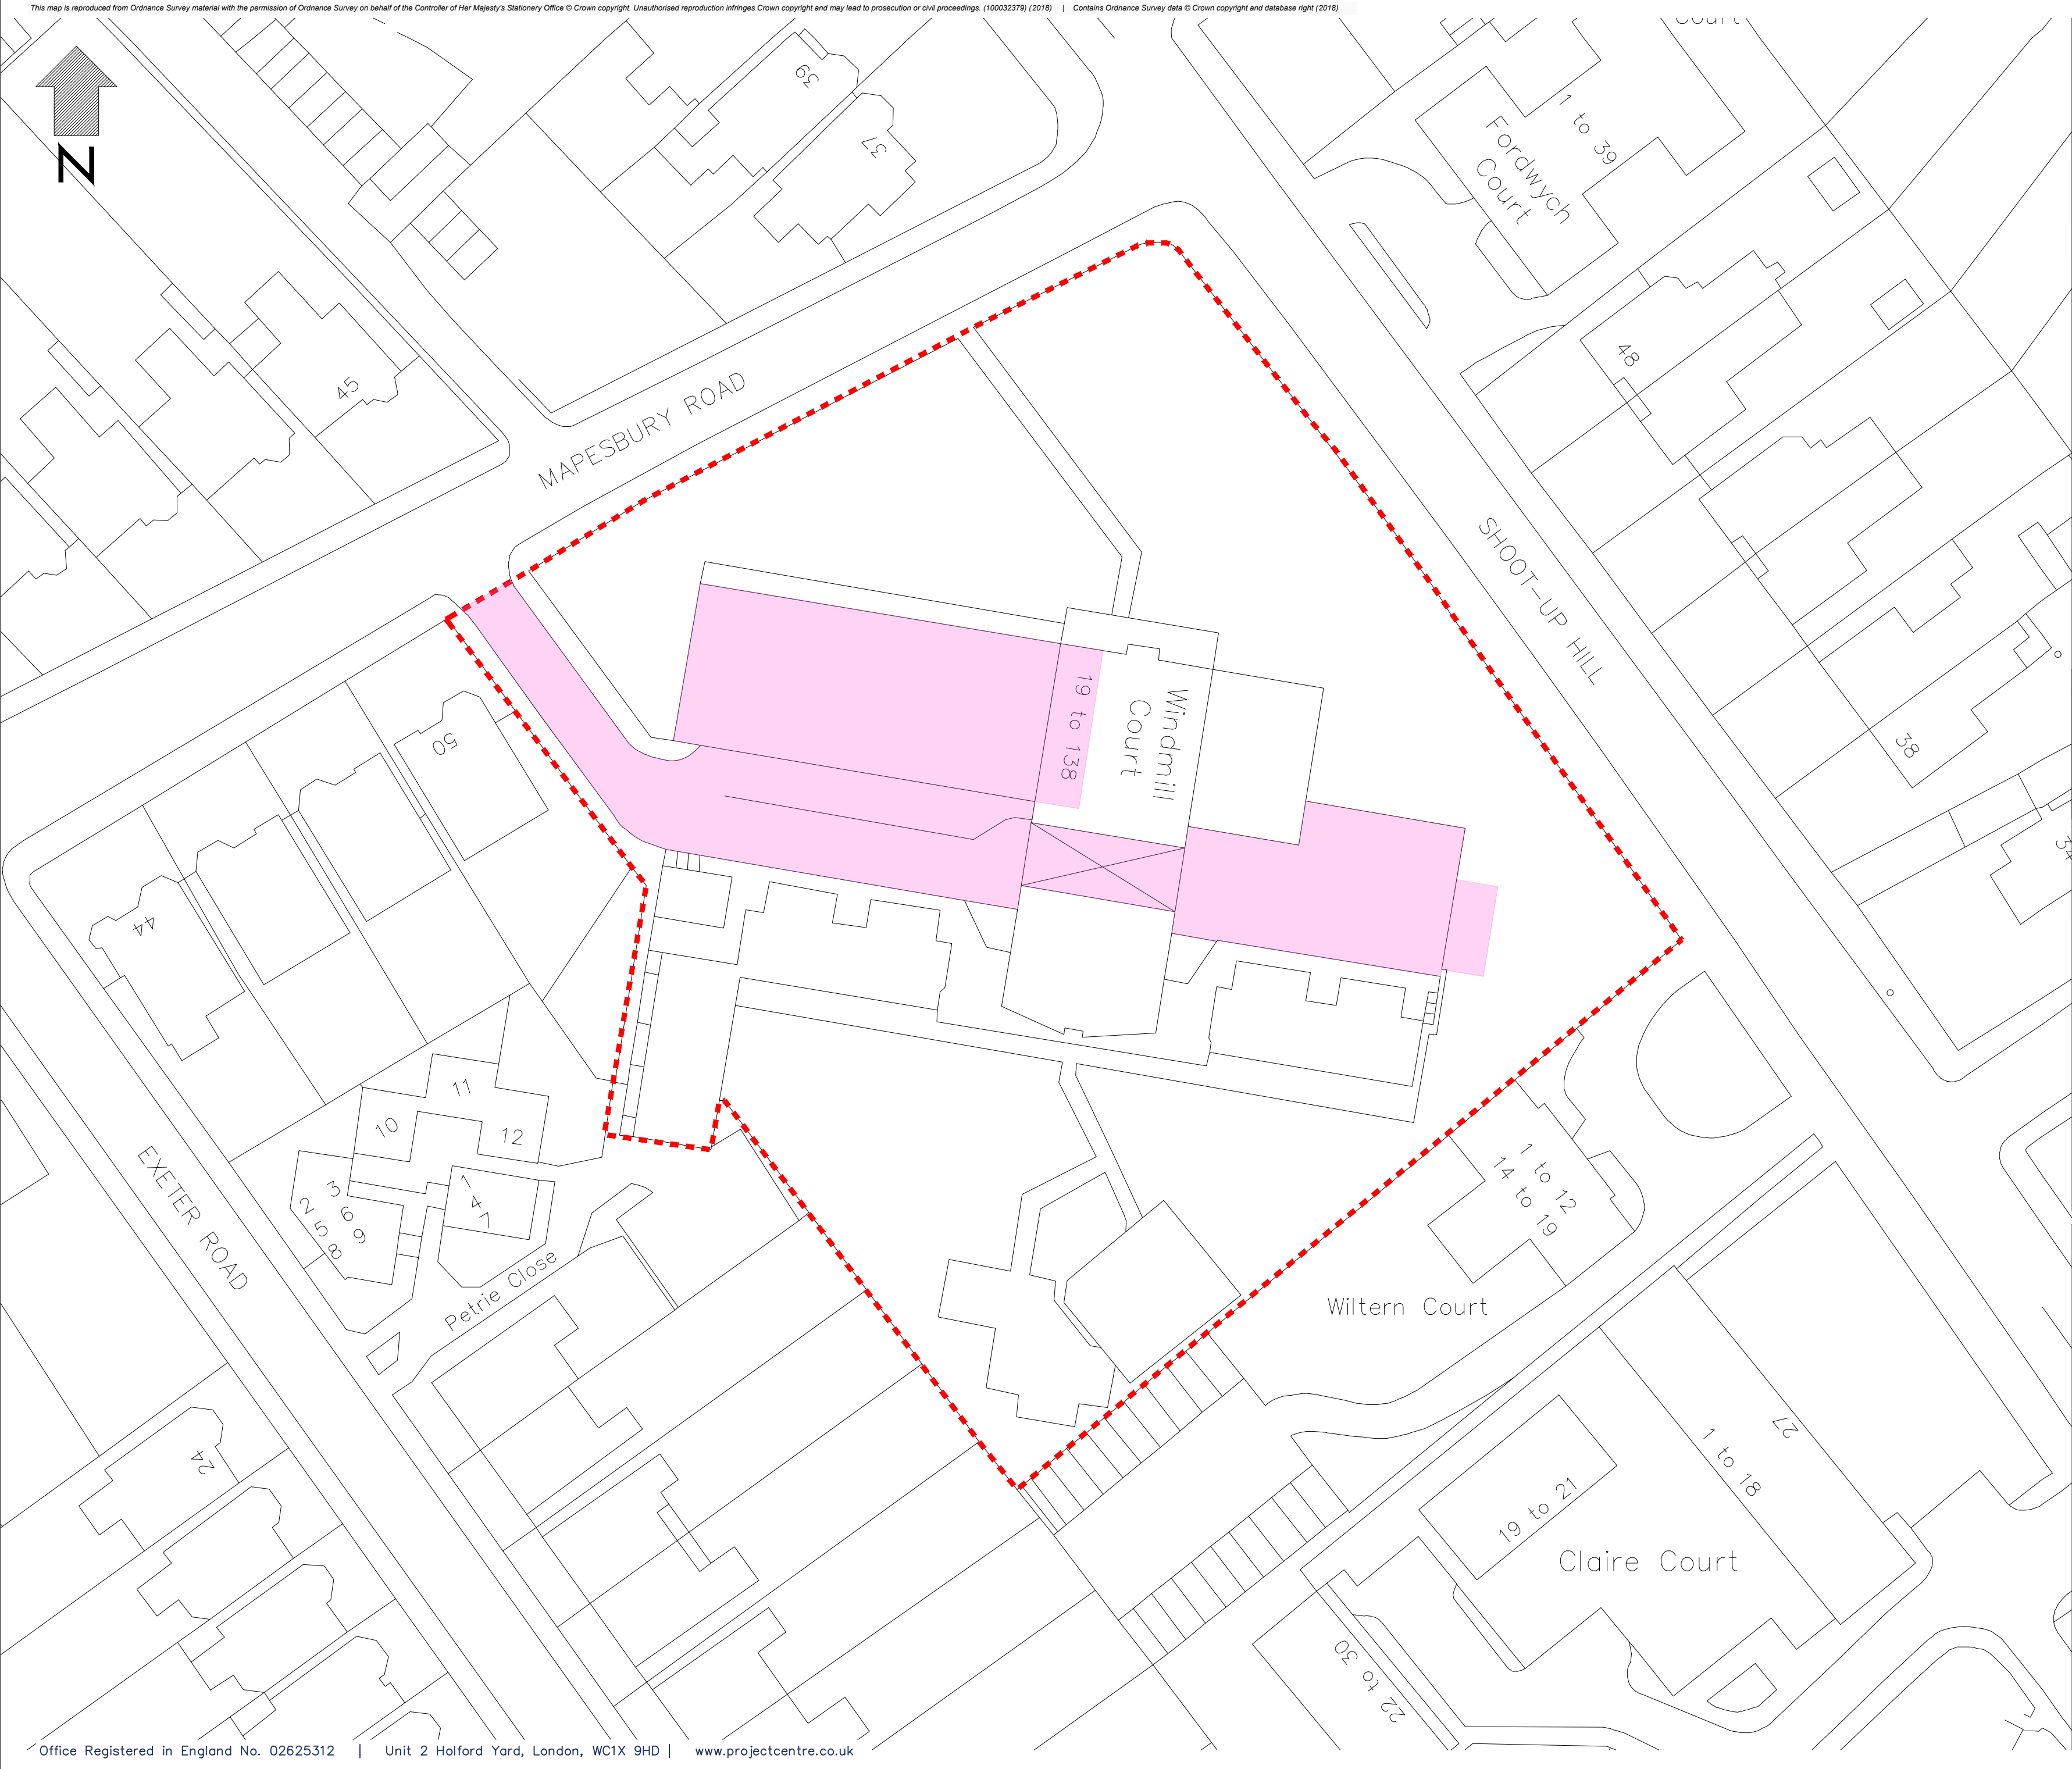 This map is reproduced from Ordnance Survey material with the permission of Ordnance Survey on behalf of the Controller of Her Majesty's Stationery Office © Crown copyright. Unauthorised reproduction infringes Crown copyright and may lead to prosecution or civil proceedings. (100032379) (2018) | Contains Ordnance Survey data © Crown copyright and database right (2018)
Court
39
37
1 to 39
Fordwych
Court
N
45
MAPESBURY ROAD
48
SHOOT-UP HILL
19 to 138
Windmill
Court
50
38
34
44
11
10
12
EXETER ROAD
1
3
2
4
6
7
5
9
8
Petrie Close
1 to 12
14 to 19
Wiltern Court
24
27
1 to 18
19 to 21
Claire Court
22 to 30
Office Registered in England No. 02625312 | Unit 2 Holford Yard, London, WC1X 9HD | www.projectcentre.co.uk